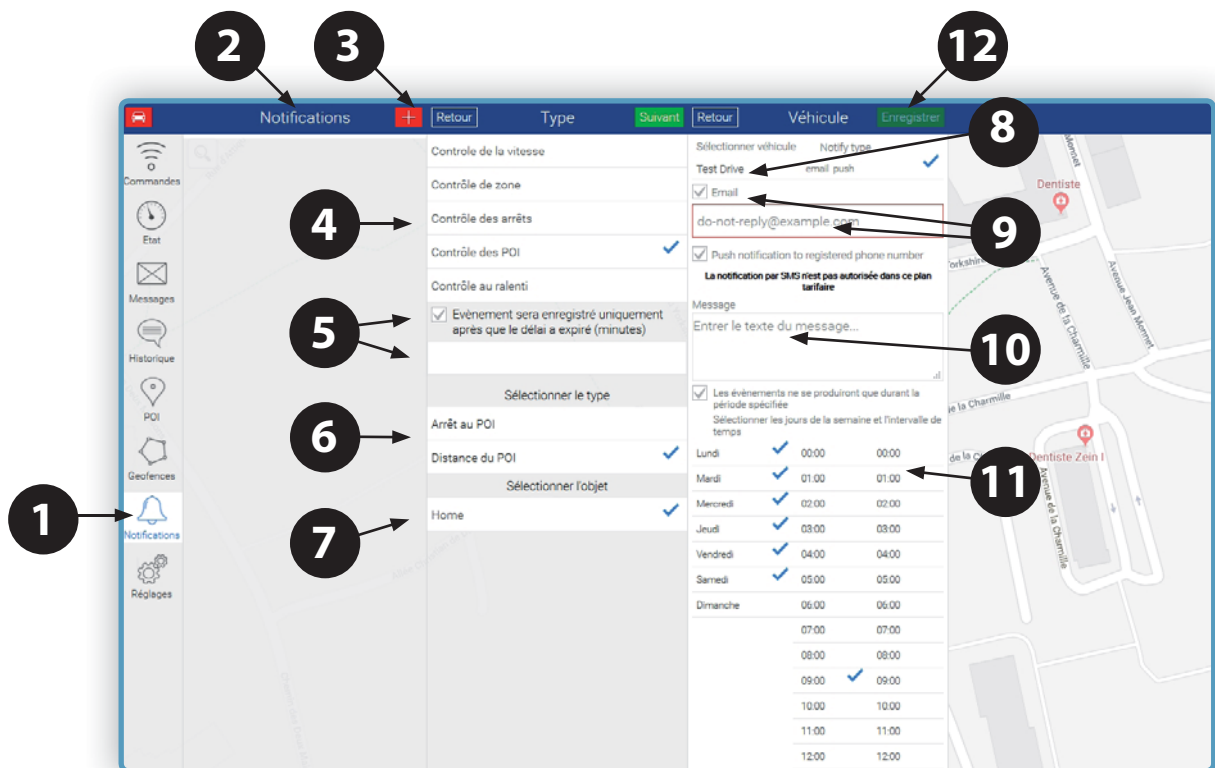 2
3
12
Notifications
+
Retour
Type
Suivant
Retour
Véhicule
Enregistrer
8
Commandes
Etat
Messages
Historique
POI
Geofences
1
Notifications
Réglages
4
5
6
7
Controle de la vitesse
Contrôle de zone
Contrôle des arrêts
Contrôle des POI
Contrôle au ralenti
Evènement sera enregistré uniquement
après que le délai a expiré (minutes)
Sélectionner le type
Arrêt au POI
Distance du POI
Sélectionner l'objet
Home
Sélectionner véhicule Notify type
Test Drive email push
Email
do-not-reply@example.com
9
Push notification to registered phone number
La notification par SMS n'est pas autorisée dans ce plan
tarifaire
Message
Entrer le texte du message...
10
Les évènements ne se produiront que durant la
période spécifiée
Sélectionner les jours de la semaine et l'intervalle de
temps
11
Lundi 00:00 00:00
Mardi 01:00 01:00
Mercredi 02:00 02:00
Jeudi 03:00 03:00
Vendredi 04:00 04:00
Samedi 05:00 05:00
Dimanche 06:00 06:00
07:00 07:00
08:00 08:00
09:00 09:00
10:00 10:00
11:00 11:00
12:00 12:00
Monnet
Dentiste
Yorkshire
Avenue de la Charmille
Avenue Jean Monnet
de la Charmille
Dentiste Zein I
Avenue de la Charmille